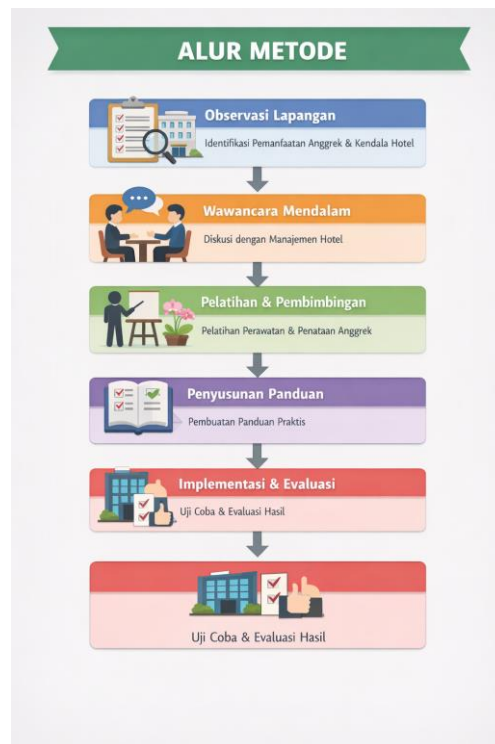 ALUR METODE
Observasi Lapangan
Identifikasi Pemanfaatan Anggrek & Kendala Hotel
Wawancara Mendalam
Diskusi dengan Manajemen Hotel
Pelatihan & Pembimbingan
Pelatihan Perawatan & Penataan Anggrek
Penyusunan Panduan
Pembuatan Panduan Praktis
Implementasi & Evaluasi
Uji Coba & Evaluasi Hasil
Uji Coba & Evaluasi Hasil